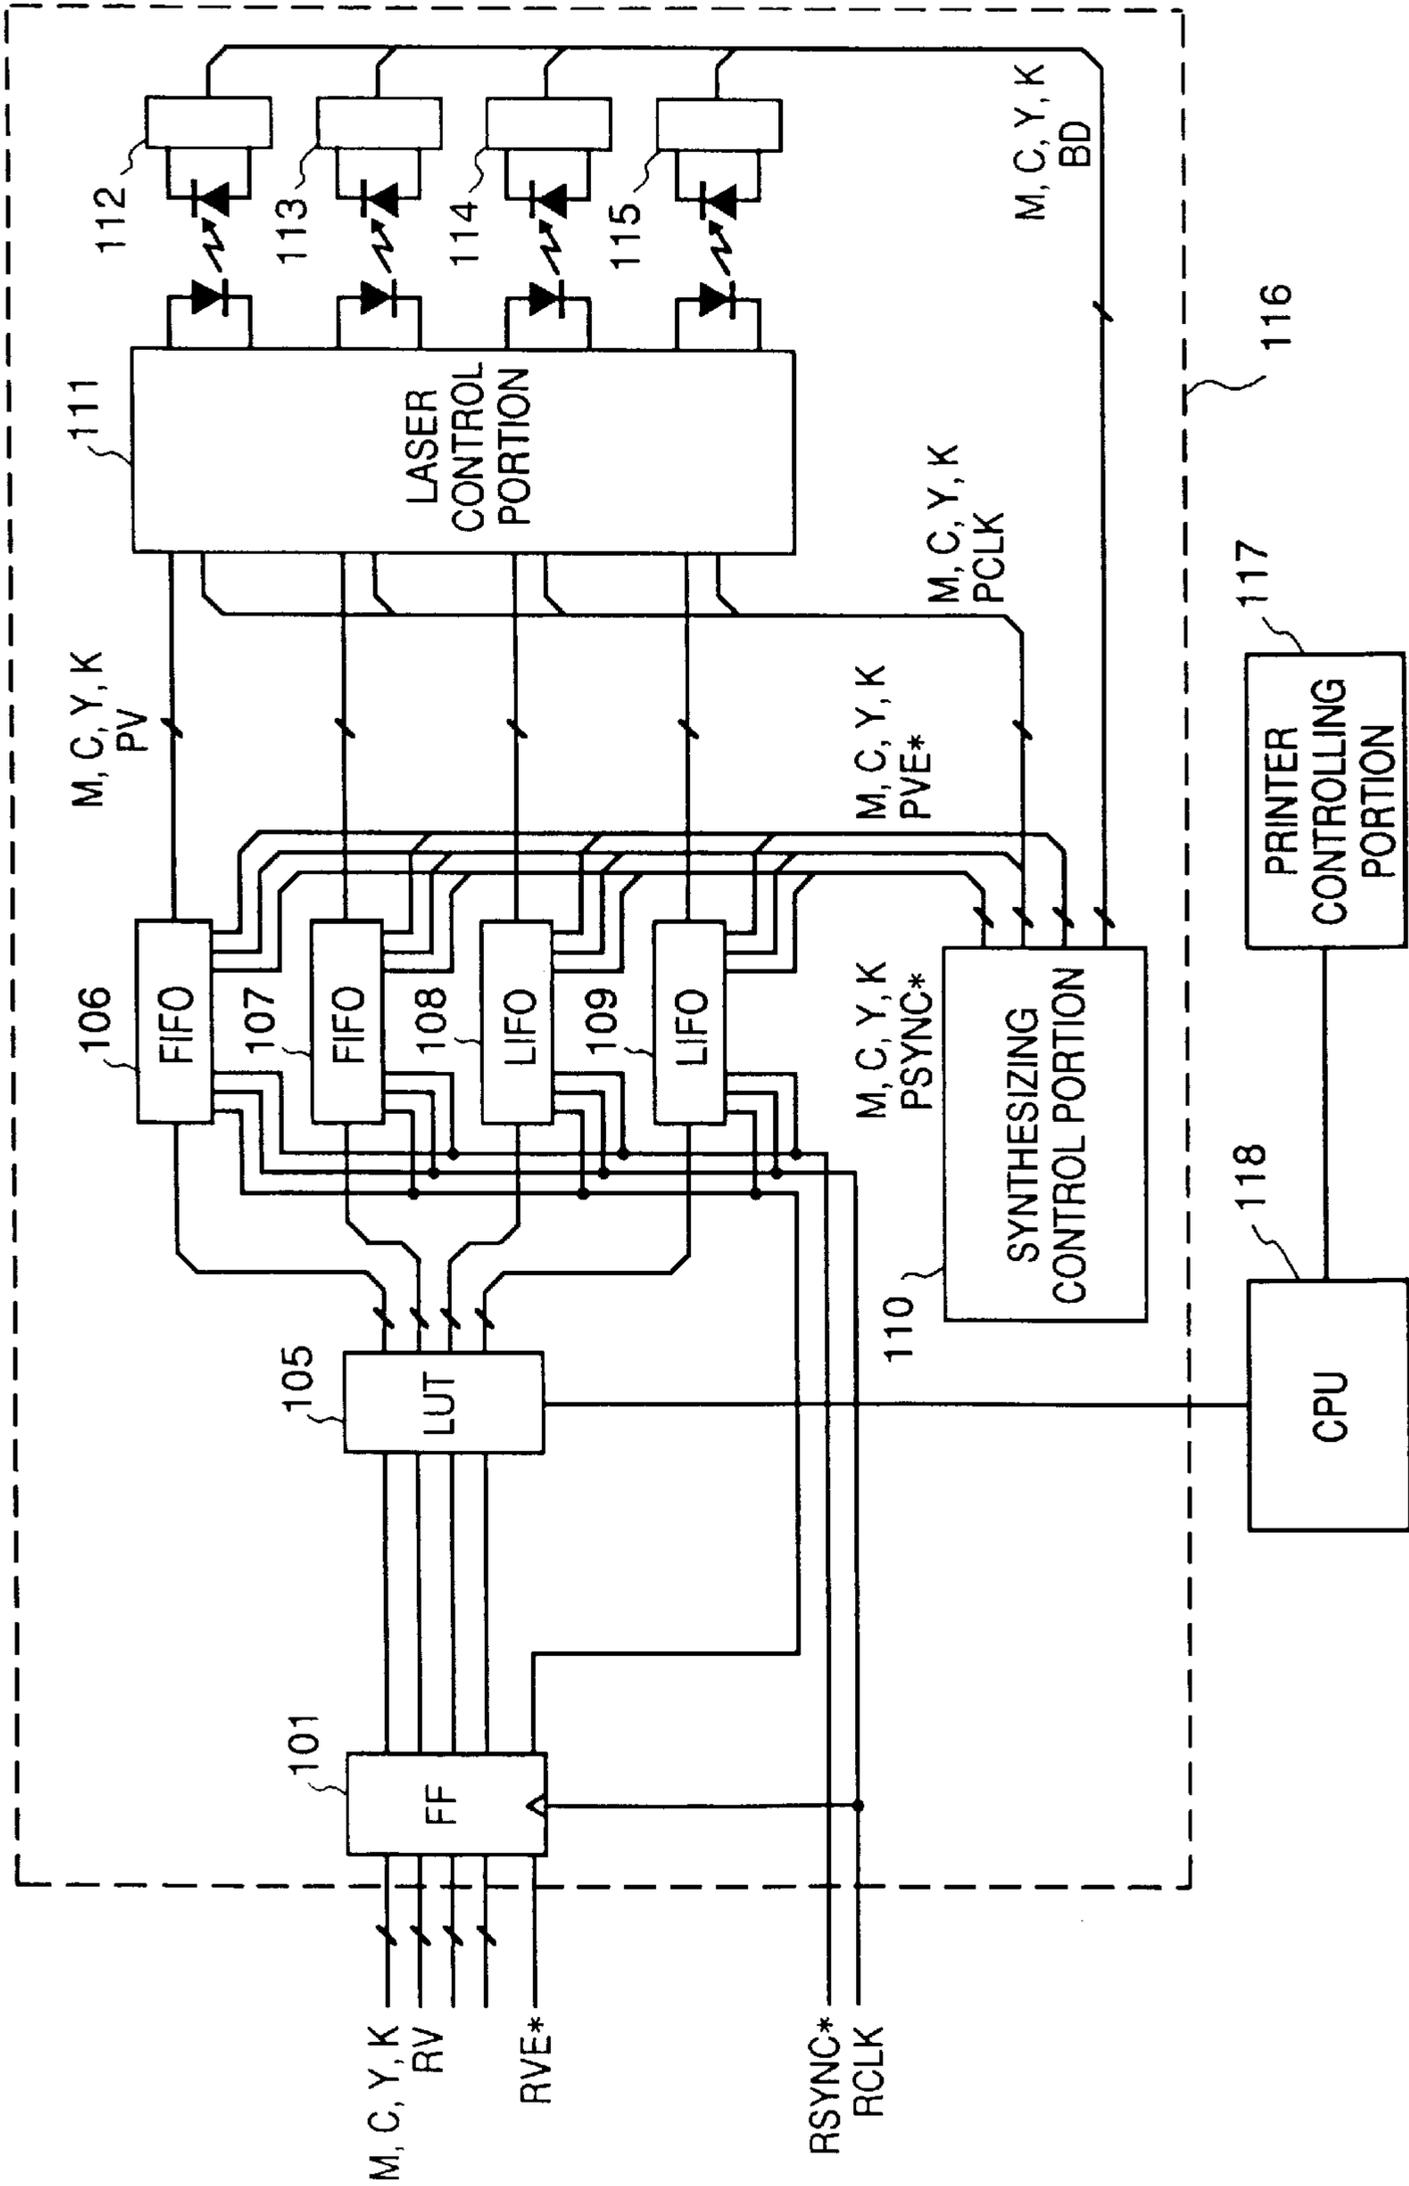 M, C, Y, K
RV
RVE*
RSYNC*
RCLK
101
FF
105
LUT
106
FIFO
107
FIFO
108
LIFO
109
LIFO
110
SYNTHESIZING
CONTROL PORTION
M, C, Y, K
PSYNC*
M, C, Y, K
PVE*
M, C, Y, K
PCLK
M, C, Y, K
PV
111
LASER
CONTROL
PORTION
112
113
114
115
M, C, Y, K
BD
116
117
PRINTER
CONTROLLING
PORTION
118
CPU